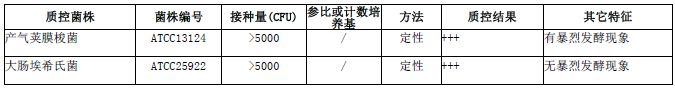 质控菌株 菌株编号 接种量(CFU) 参比或计数培养基 方法 质控结果 其它特征
产气荚膜梭菌 ATCC13124 >5000 / 定性 +++ 有暴烈发酵现象
大肠埃希氏菌 ATCC25922 >5000 / 定性 +++ 无暴烈发酵现象